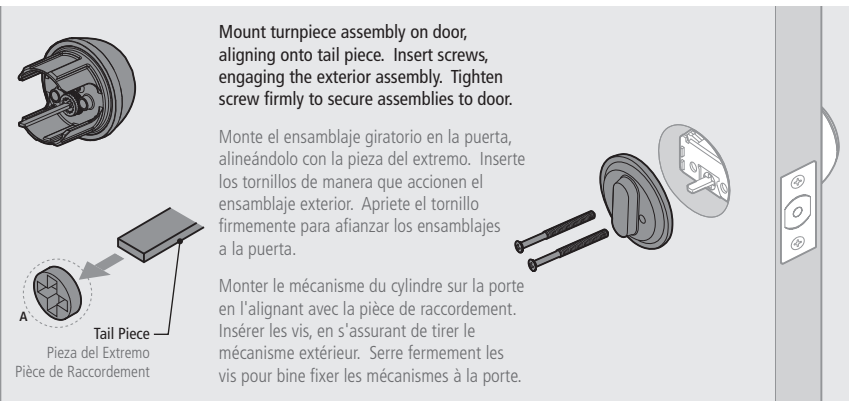 Mount turnpiece assembly on door,
aligning onto tail piece. Insert screws,
engaging the exterior assembly. Tighten
screw firmly to secure assemblies to door.
Monte el ensamblaje giratorio en la puerta,
alineándolo con la pieza del extremo. Inserte
los tornillos de manera que accionen el
ensamblaje exterior. Apriete el tornillo
firmemente para afianzar los ensamblajes
a la puerta.
Monter le mécanisme du cylindre sur la porte
en l'alignant avec la pièce de raccordement.
Insérer les vis, en s'assurant de tirer le
mécanisme extérieur. Serre fermement les
vis pour bine fixer les mécanismes à la porte.
A
Tail Piece
Pieza del Extremo
Pièce de Raccordement